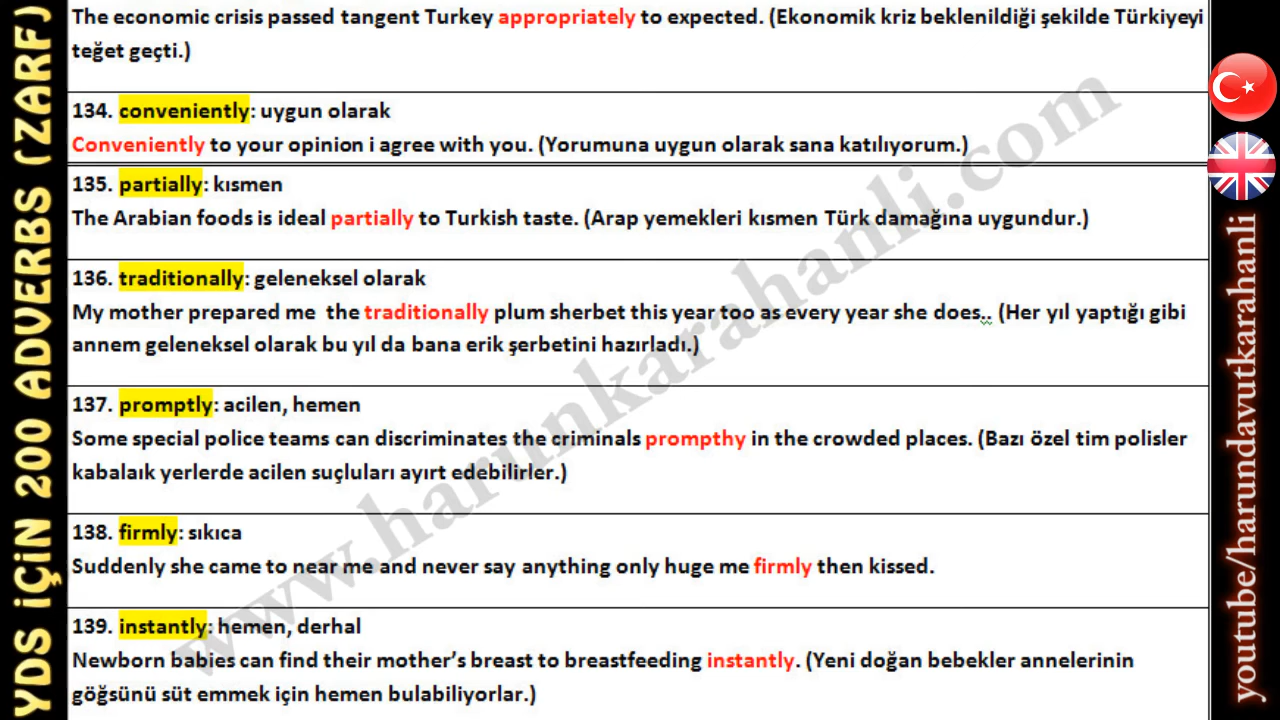 YDS İÇİN 200 ADVERBS (ZARF)
The economic crisis passed tangent Turkey appropriately to expected. (Ekonomik kriz beklenildiği şekilde Türkiyeyi
teğet geçti.)
134. conveniently: uygun olarak
Conveniently to your opinion i agree with you. (Yorumuna uygun olarak sana katılıyorum.)
135. partially: kısmen
The Arabian foods is ideal partially to Turkish taste. (Arap yemekleri kısmen Türk damağına uygundur.)
136. traditionally: geleneksel olarak
My mother prepared me the traditionally plum sherbet this year too as every year she does.. (Her yıl yaptığı gibi
annem geleneksel olarak bu yıl da bana erik şerbetini hazırladı.)
137. promptly: acilen, hemen
Some special police teams can discriminates the criminals prompthy in the crowded places. (Bazı özel tim polisler
kabalaık yerlerde acilen suçluları ayırt edebilirler.)
138. firmly: sıkıca
Suddenly she came to near me and never say anything only huge me firmly then kissed.
139. instantly: hemen, derhal
Newborn babies can find their mother's breast to breastfeeding instantly. (Yeni doğan bebekler annelerinin
göğsünü süt emmek için hemen bulabiliyorlar.)
www.harunkarahanli.com
youtube/harundavutkarahanli